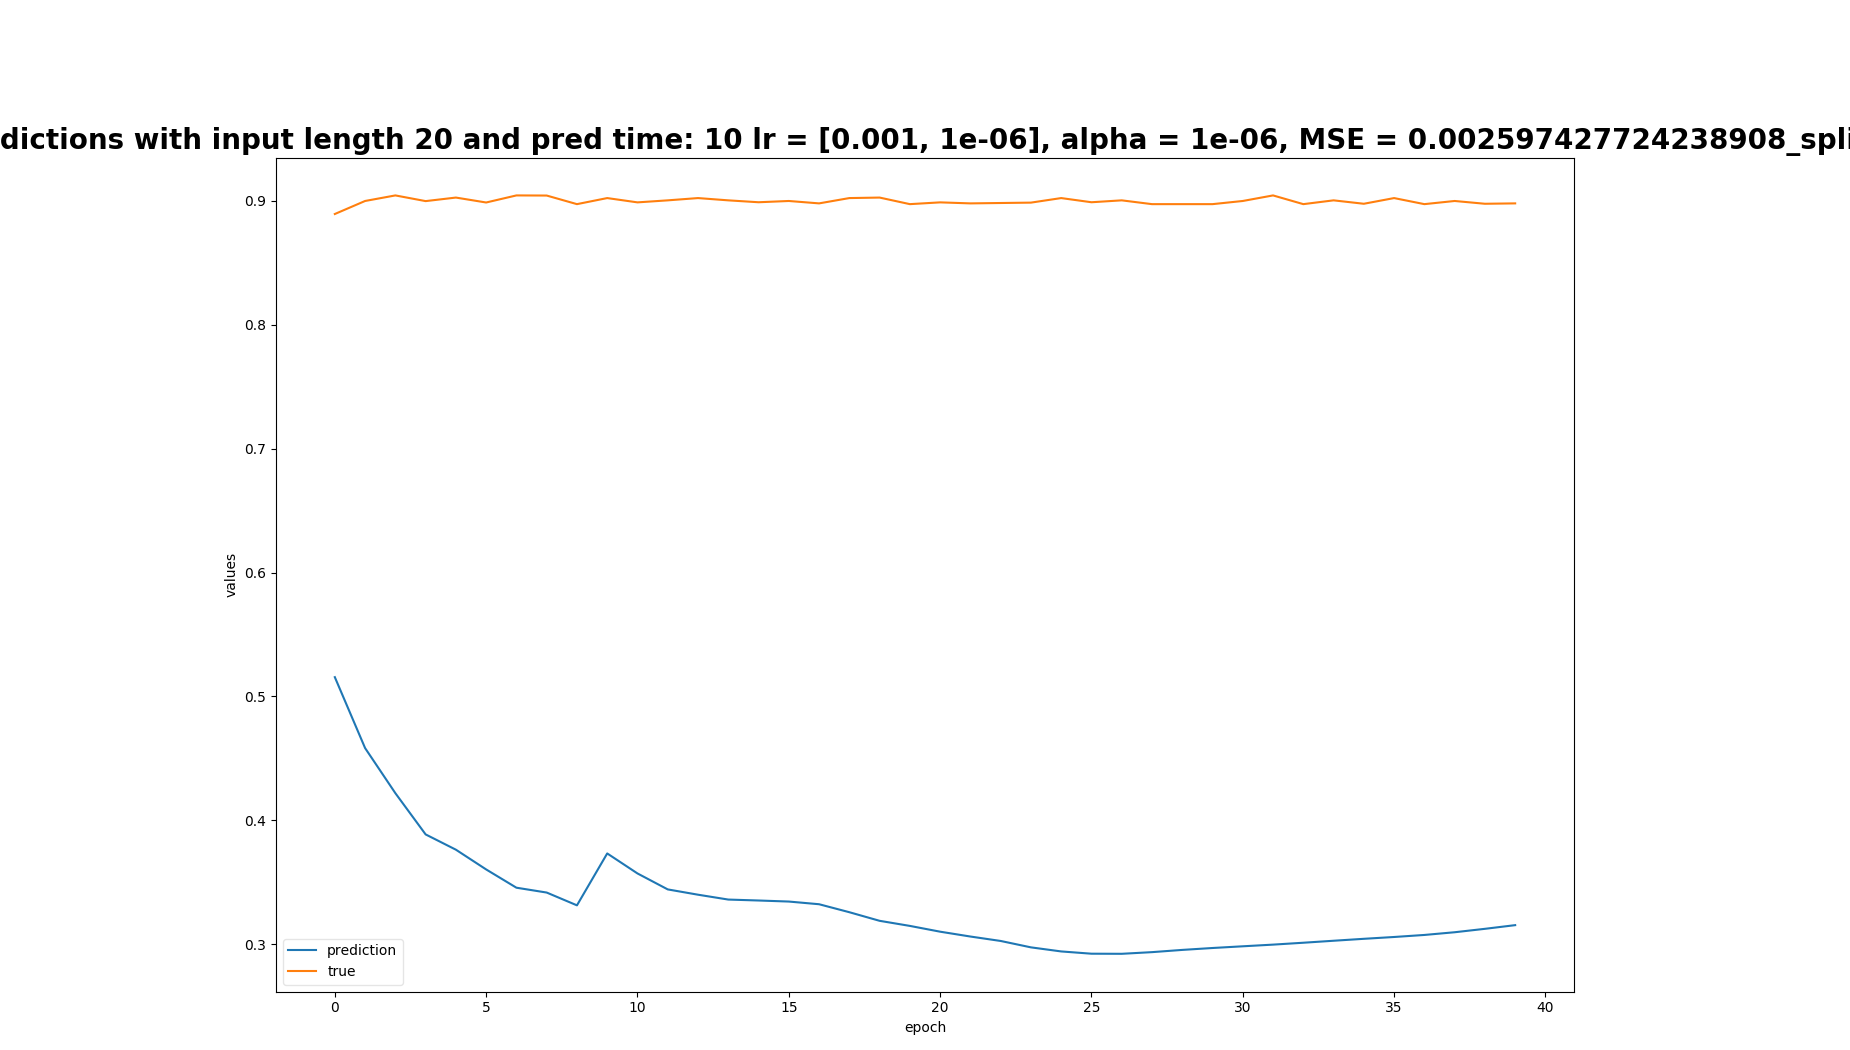 dictions with input length 20 and pred time: 10 lr = [0.001, 1e-06], alpha = 1e-06, MSE = 0.002597427724238908_spli
0.9
0.8
0.7
0.6
0.5
0.4
0.3
values
prediction
true
0 5 10 15 20 25 30 35 40
epoch